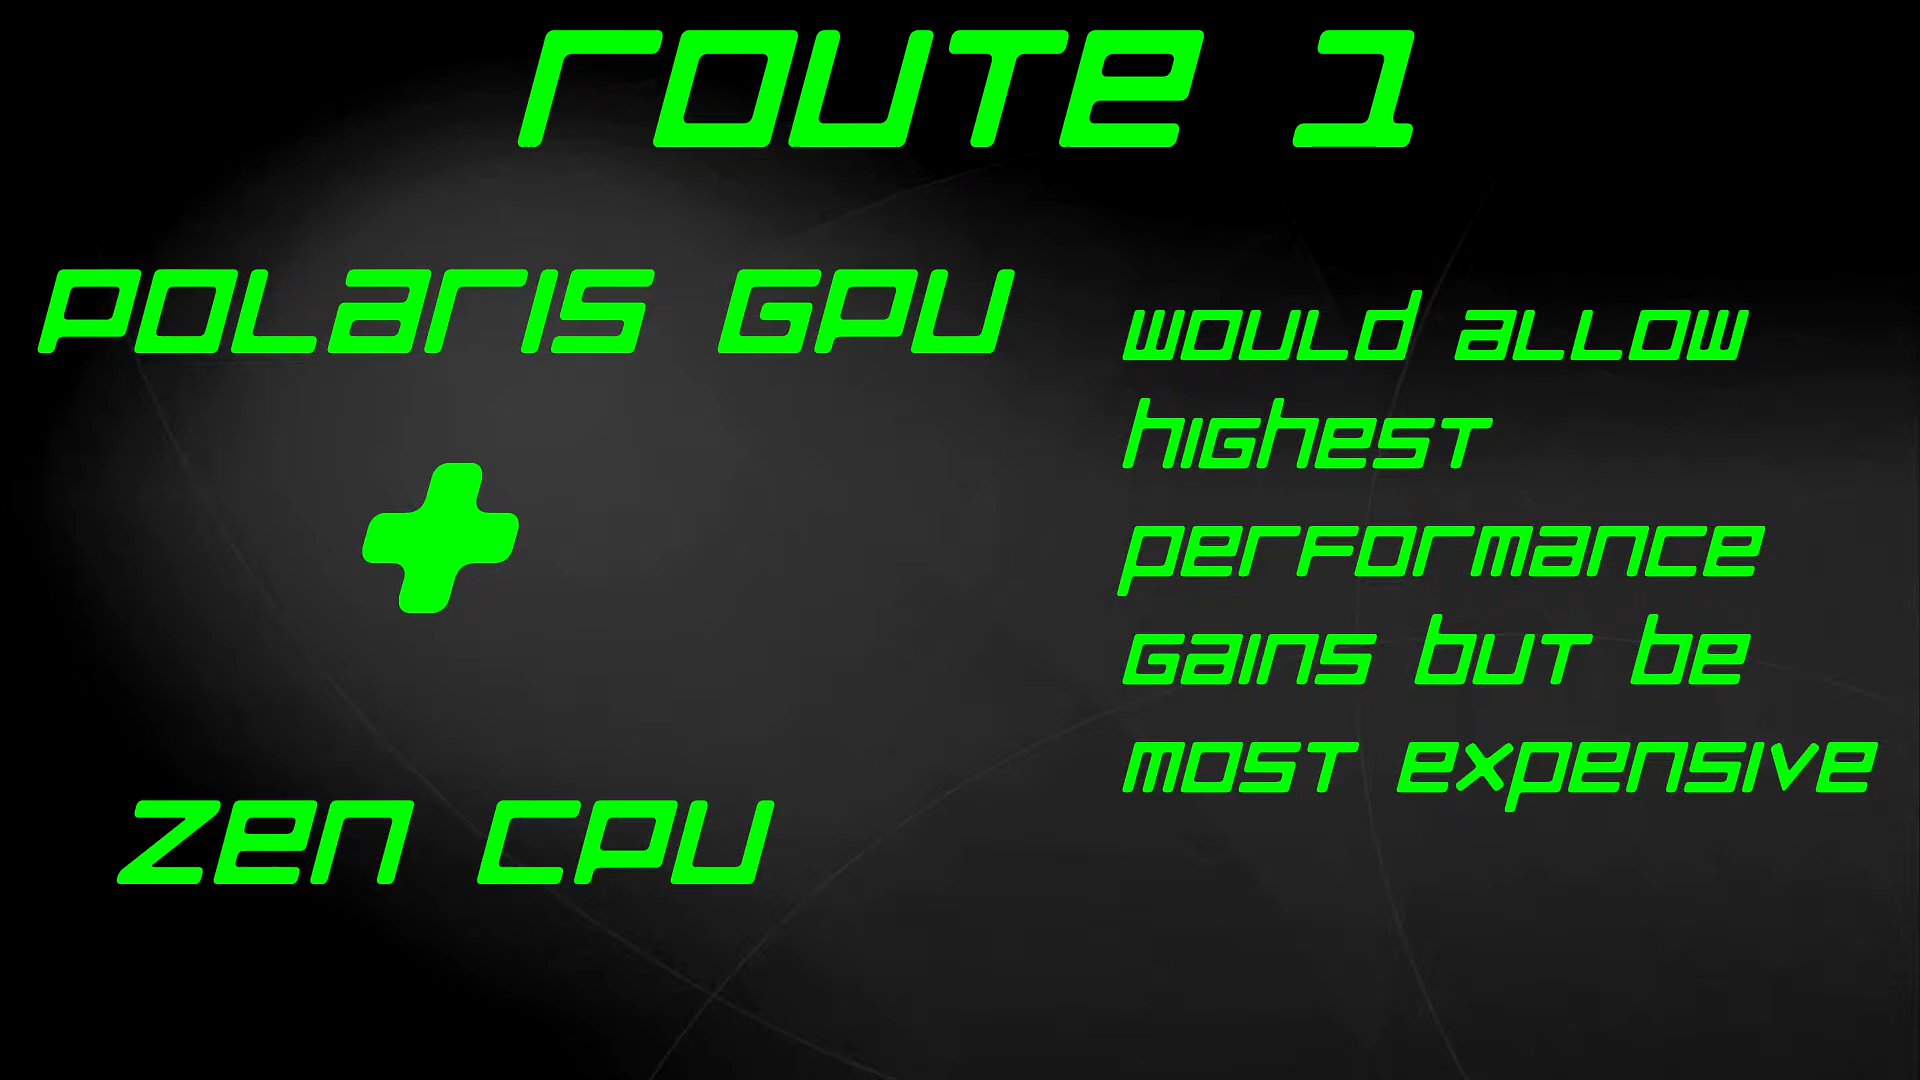 Route 1
Polaris GPU
+
Zen CPU
Would allow
highest
performance
gains but be
most expensive